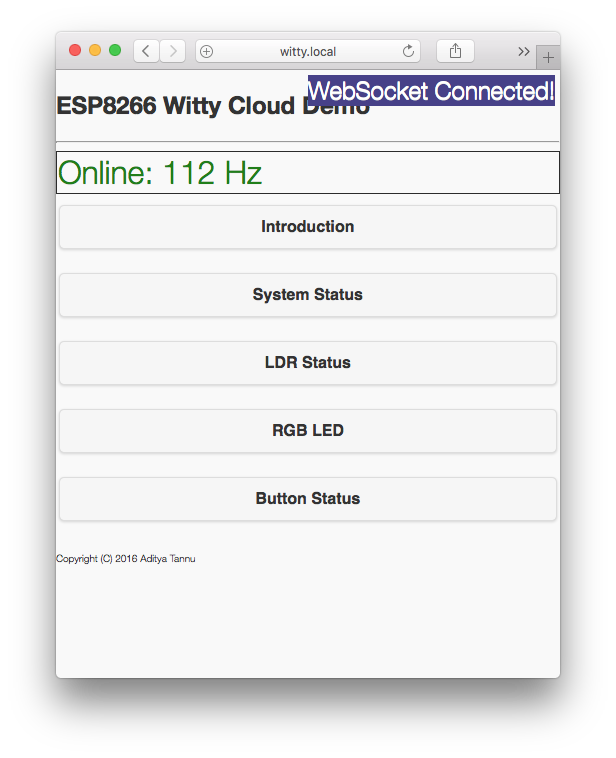 witty.local
WebSocket Connected!
ESP8266 Witty Cloud Demo
Online: 112 Hz
Introduction
System Status
LDR Status
RGB LED
Button Status
Copyright (C) 2016 Aditya Tannu